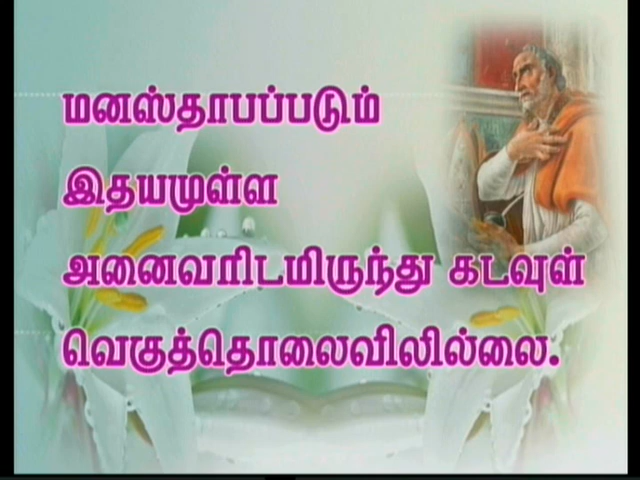 மனஸ்தாபப்படும்
இதயமுள்ள
அனைவரிடமிருந்து கடவுள்
வெகுத்தொலைவிலில்லை.